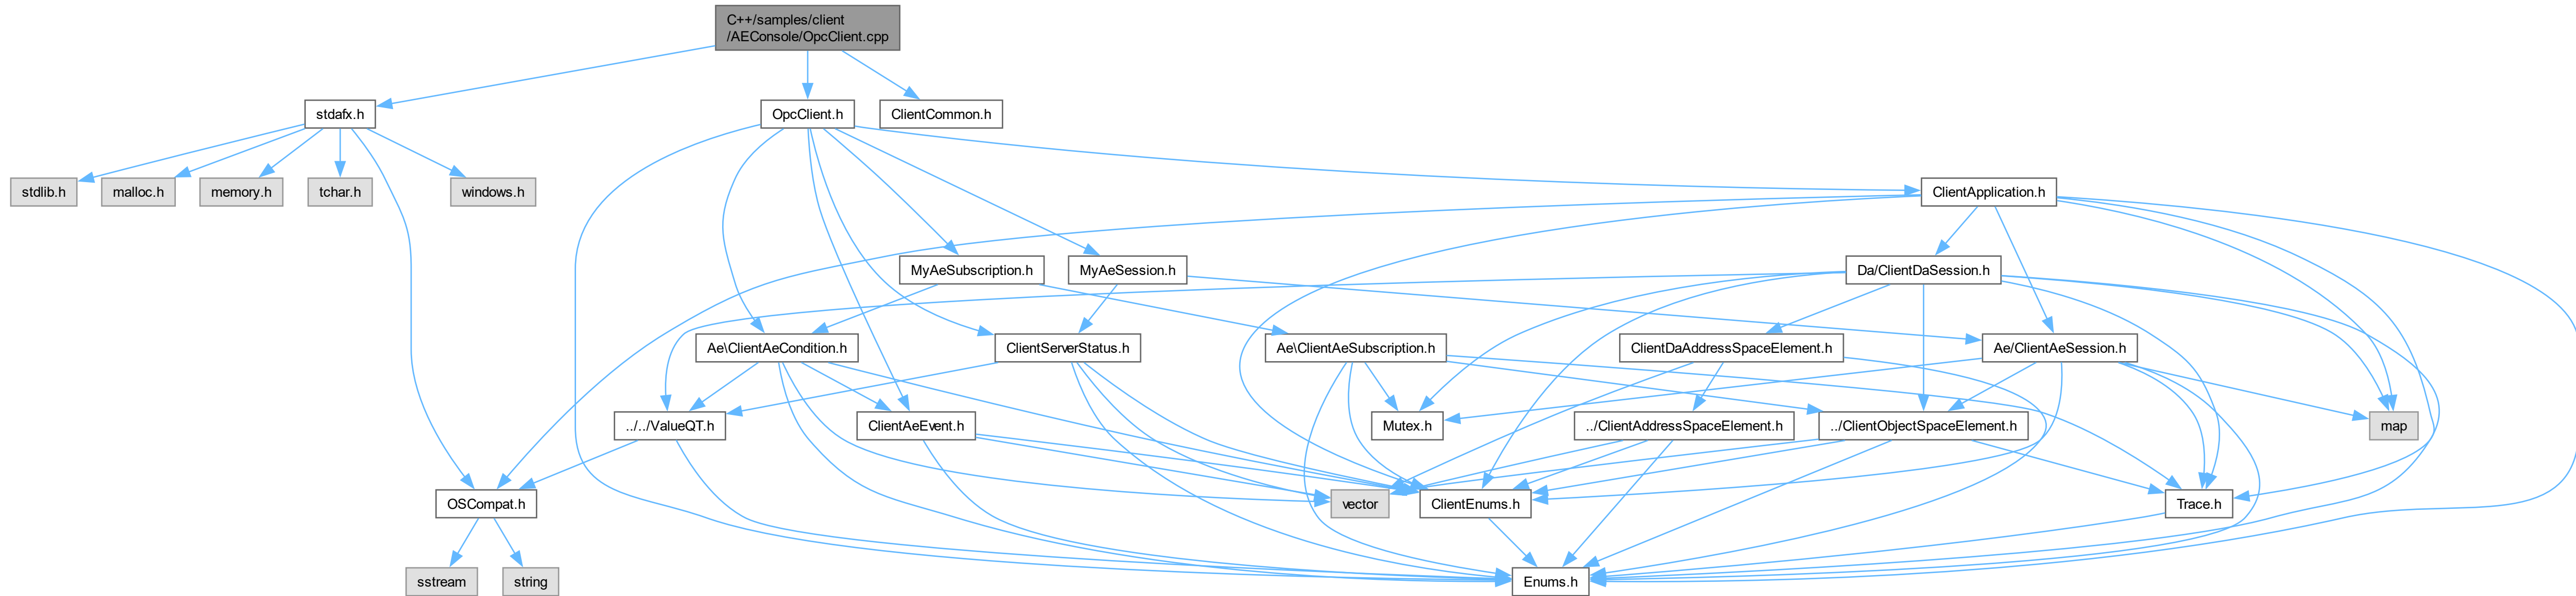 C++/samples/client
/AEConsole/OpcClient.cpp
stdafx.h
OpcClient.h
ClientCommon.h
stdlib.h
malloc.h
memory.h
tchar.h
windows.h
ClientApplication.h
MyAeSubscription.h
MyAeSession.h
Da/ClientDaSession.h
Ae\ClientAeCondition.h
ClientServerStatus.h
Ae\ClientAeSubscription.h
ClientDaAddressSpaceElement.h
Ae/ClientAeSession.h
../../ValueQT.h
ClientAeEvent.h
Mutex.h
../ClientAddressSpaceElement.h
../ClientObjectSpaceElement.h
map
OSCompat.h
vector
ClientEnums.h
Trace.h
sstream
string
Enums.h